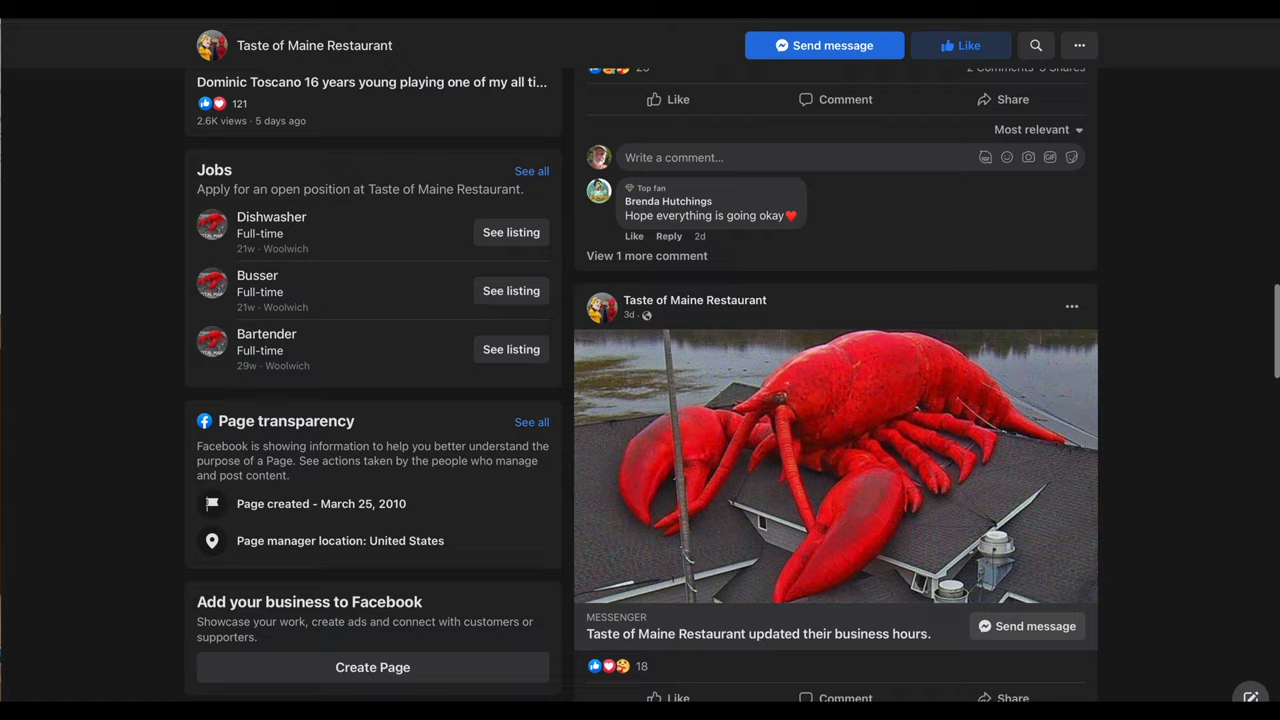 Taste of Maine Restaurant
Send message
Like
Dominic Toscano 16 years young playing one of my all ti...
121
2.6K views · 5 days ago
Jobs
See all
Apply for an open position at Taste of Maine Restaurant.
Dishwasher
Full-time
21w · Woolwich
See listing
Busser
Full-time
21w · Woolwich
See listing
Bartender
Full-time
29w · Woolwich
See listing
Page transparency
See all
Facebook is showing information to help you better understand the
purpose of a Page. See actions taken by the people who manage
and post content.
Page created - March 25, 2010
Page manager location: United States
Add your business to Facebook
Showcase your work, create ads and connect with customers or
supporters.
Create Page
Like
Comment
Share
Most relevant
Write a comment...
GIF
Top fan
Brenda Hutchings
Hope everything is going okay❤️
Like Reply 2d
View 1 more comment
Taste of Maine Restaurant
3d ·
MESSENGER
Taste of Maine Restaurant updated their business hours.
Send message
18
Like
Comment
Share